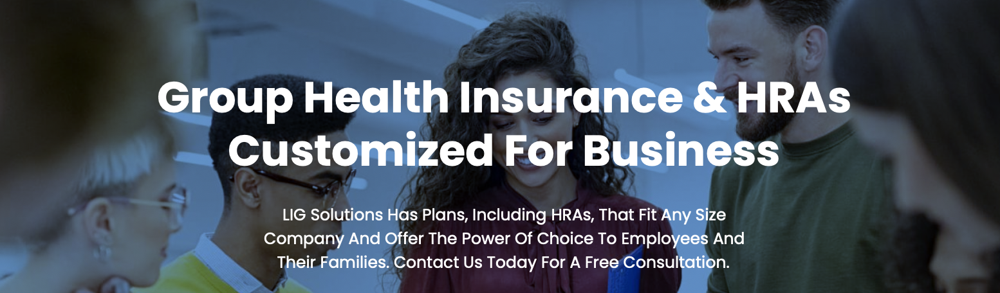 Group Health Insurance & HRAs
Customized For Business
LIG Solutions Has Plans, Including HRAs, That Fit Any Size
Company And Offer The Power Of Choice To Employees And
Their Families. Contact Us Today For A Free Consultation.